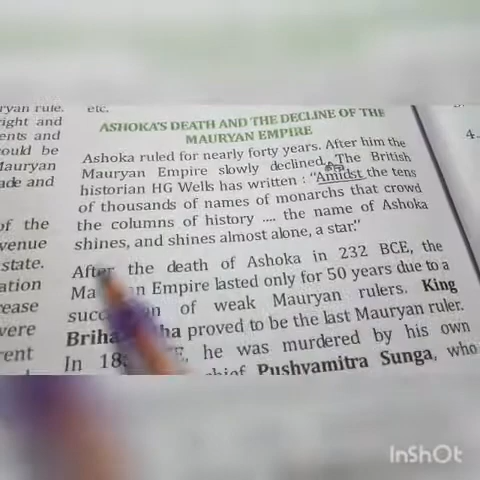 ryan rule.
ight and
ents and
ould be
Mauryan
ade and
of the
venue
state.
ation
rease
were
rent
etc.
ASHOKA'S DEATH AND THE DECLINE OF THE
MAURYAN EMPIRE
Ashoka ruled for nearly forty years. After him the
Mauryan Empire slowly declined. The British
historian HG Wells has written : "Amidst the tens
of thousands of names of monarchs that crowd
the columns of history .... the name of Ashoka
shines, and shines almost alone, a star."
After the death of Ashoka in 232 BCE, the
Ma an Empire lasted only for 50 years due to a
succ on of weak Mauryan rulers. King
Briha ha proved to be the last Mauryan ruler.
In 18 E, he was murdered by his own
hief Pushyamitra Sunga, who
4.
InShOt